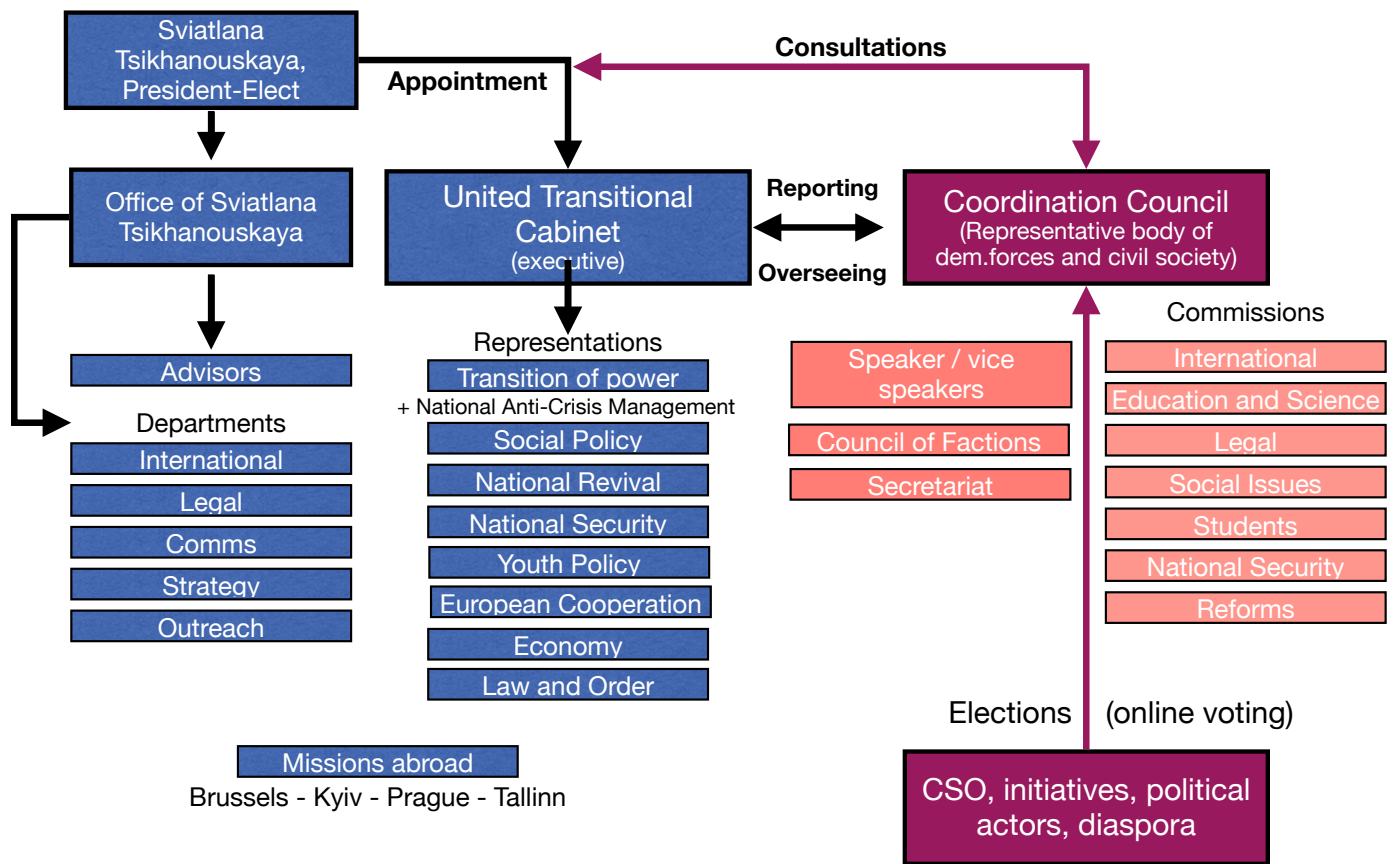 Sviatlana
Tsikhanouskaya,
President-Elect
Appointment
Consultations
Office of Sviatlana
Tsikhanouskaya
United Transitional
Cabinet
(executive)
Reporting
Overseeing
Coordination Council
(Representative body of
dem.forces and civil society)
Advisors
Departments
International
Legal
Comms
Strategy
Outreach
Representations
Transition of power
+ National Anti-Crisis Management
Social Policy
National Revival
National Security
Youth Policy
European Cooperation
Economy
Law and Order
Speaker / vice
speakers
Council of Factions
Secretariat
Commissions
International
Education and Science
Legal
Social Issues
Students
National Security
Reforms
Elections (online voting)
Missions abroad
Brussels - Kyiv - Prague - Tallinn
CSO, initiatives, political
actors, diaspora